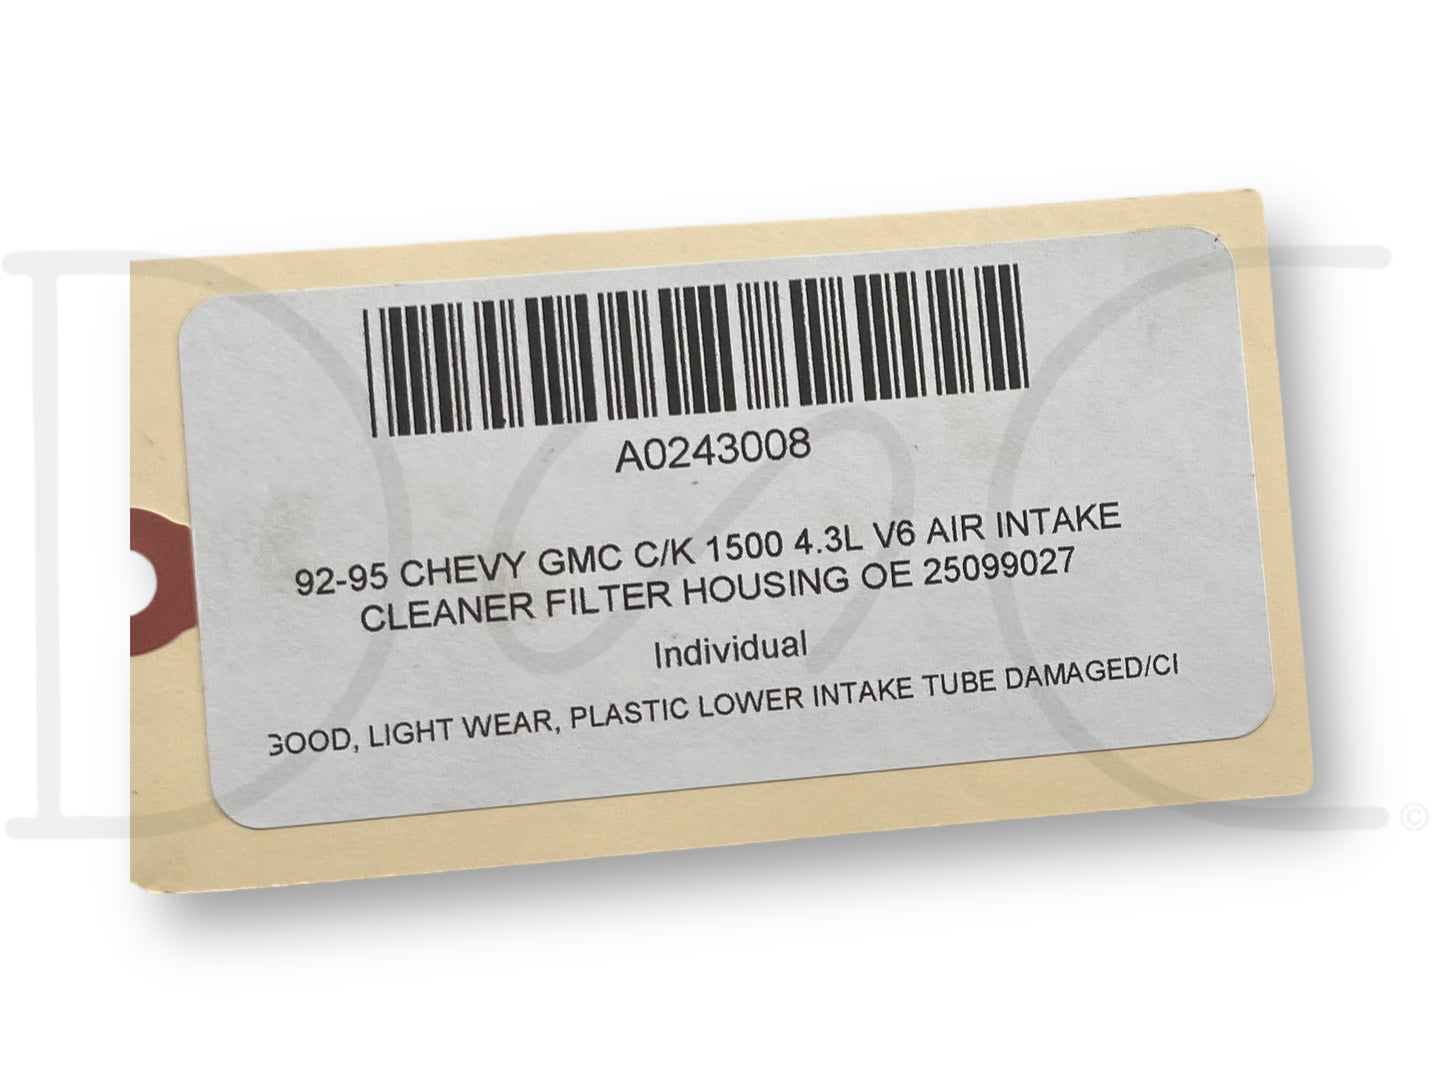 A0243008
92-95 CHEVY GMC C/K 1500 4.3L V6 AIR INTAKE
CLEANER FILTER HOUSING OE 25099027
Individual
GOOD, LIGHT WEAR, PLASTIC LOWER INTAKE TUBE DAMAGED/CI
©